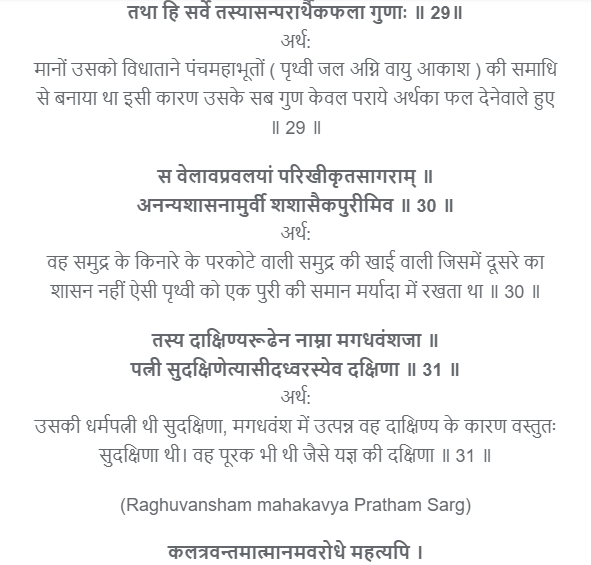 तथा हि सर्वे तस्यासन्परार्थैकफला गुणाः ॥ 29॥
अर्थ:
मानों उसको विधाताने पंचमहाभूतों ( पृथ्वी जल अग्नि वायु आकाश ) की समाधि
से बनाया था इसी कारण उसके सब गुण केवल पराये अर्थका फल देनेवाले हुए
॥ 29 ॥
स वेलावप्रवलयां परिखीकृतसागराम् ॥
अनन्यशासनामुर्वी शशासैकपुरीमिव ॥ 30 ॥
अर्थ:
वह समुद्र के किनारे के परकोटे वाली समुद्र की खाई वाली जिसमें दूसरे का
शासन नहीं ऐसी पृथ्वी को एक पुरी की समान मर्यादा में रखता था ॥ 30 ॥
तस्य दाक्षिण्यरूढेन नाम्ना मगधवंशजा ॥
पत्नी सुदक्षिणेत्यासीदध्वरस्येव दक्षिणा ॥ 31 ॥
अर्थ:
उसकी धर्मपत्नी थी सुदक्षिणा, मगधवंश में उत्पन्न वह दाक्षिण्य के कारण वस्तुतः
सुदक्षिणा थी। वह पूरक भी थी जैसे यज्ञ की दक्षिणा ॥ 31 ॥
(Raghuvansham mahakavya Pratham Sarg)
कलत्रवन्तमात्मानमवरोधे महत्यपि ।